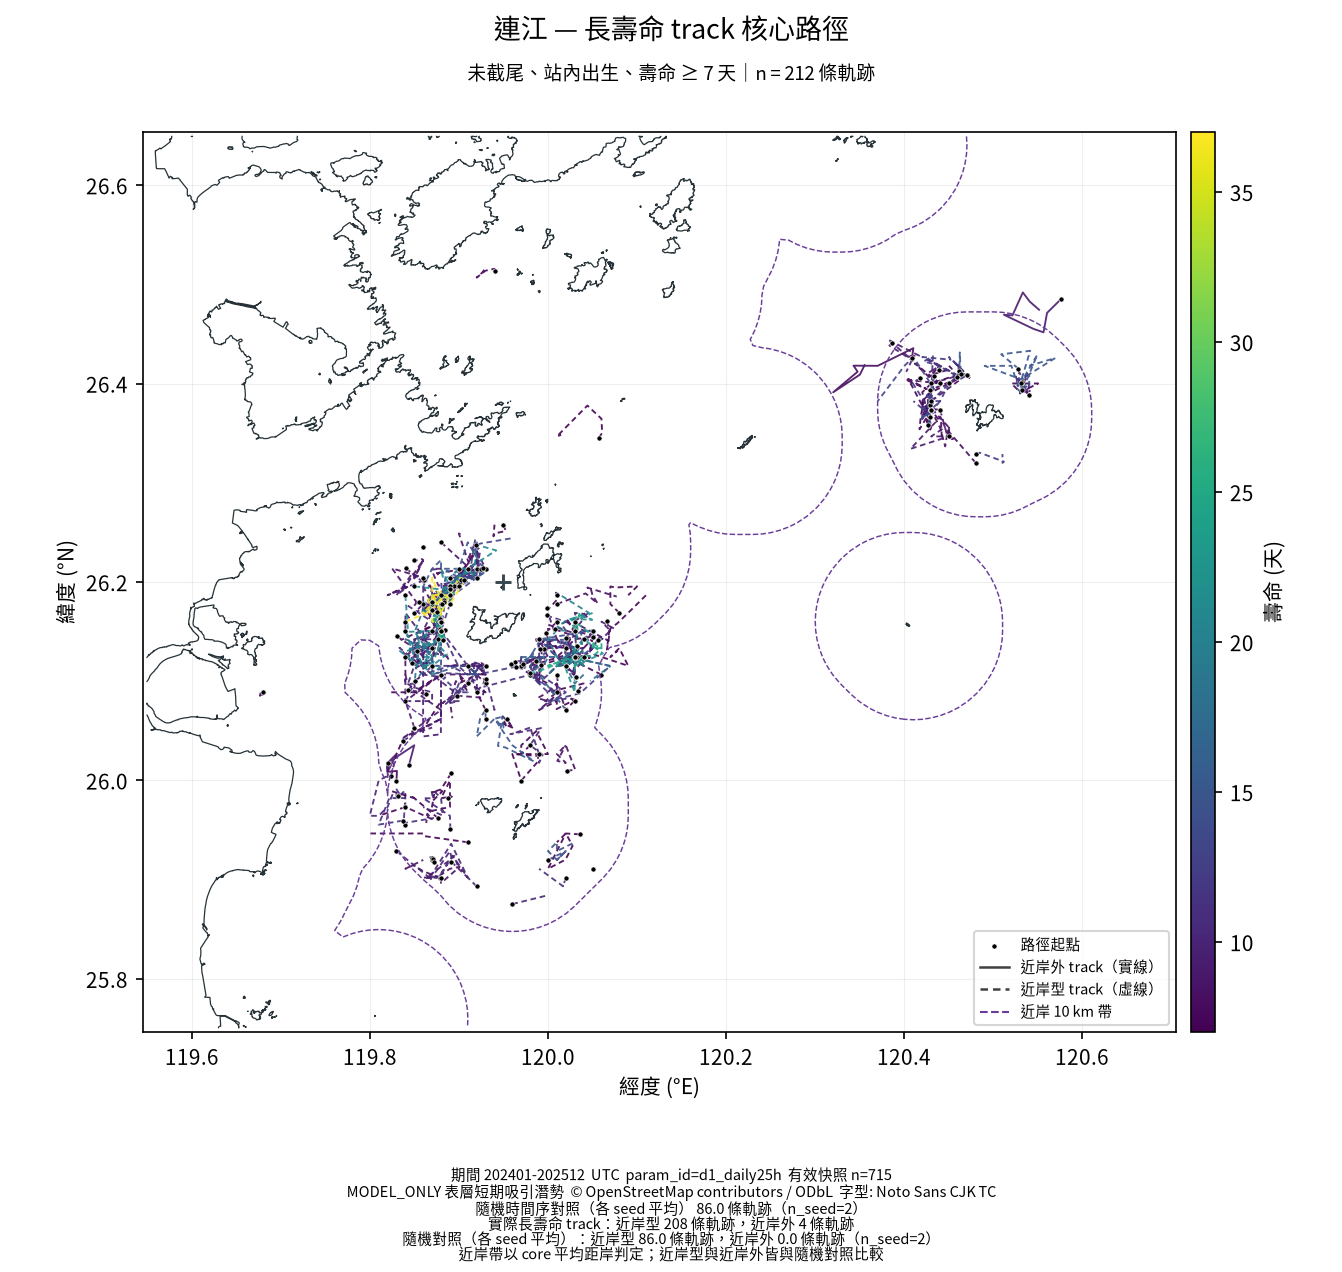 連江 — 長壽命 track 核心路徑
未截尾、站內出生、壽命 ≥ 7 天｜n = 212 條軌跡
26.6
26.4
26.2
26.0
25.8
緯度 (°N)
119.6
119.8
120.0
120.2
120.4
120.6
經度 (°E)
35
30
25
20
15
10
壽命 (天)
路徑起點
近岸外 track（實線）
近岸型 track（虛線）
近岸 10 km 帶
期間 202401-202512 UTC param_id=d1_daily25h 有效快照 n=715
MODEL_ONLY 表層短期吸引潛勢 © OpenStreetMap contributors / ODbL 字型: Noto Sans CJK TC
隨機時間序對照（各 seed 平均） 86.0 條軌跡（n_seed=2）
實際長壽命 track：近岸型 208 條軌跡，近岸外 4 條軌跡
隨機對照（各 seed 平均）：近岸型 86.0 條軌跡，近岸外 0.0 條軌跡（n_seed=2）
近岸帶以 core 平均距岸判定；近岸型與近岸外皆與隨機對照比較